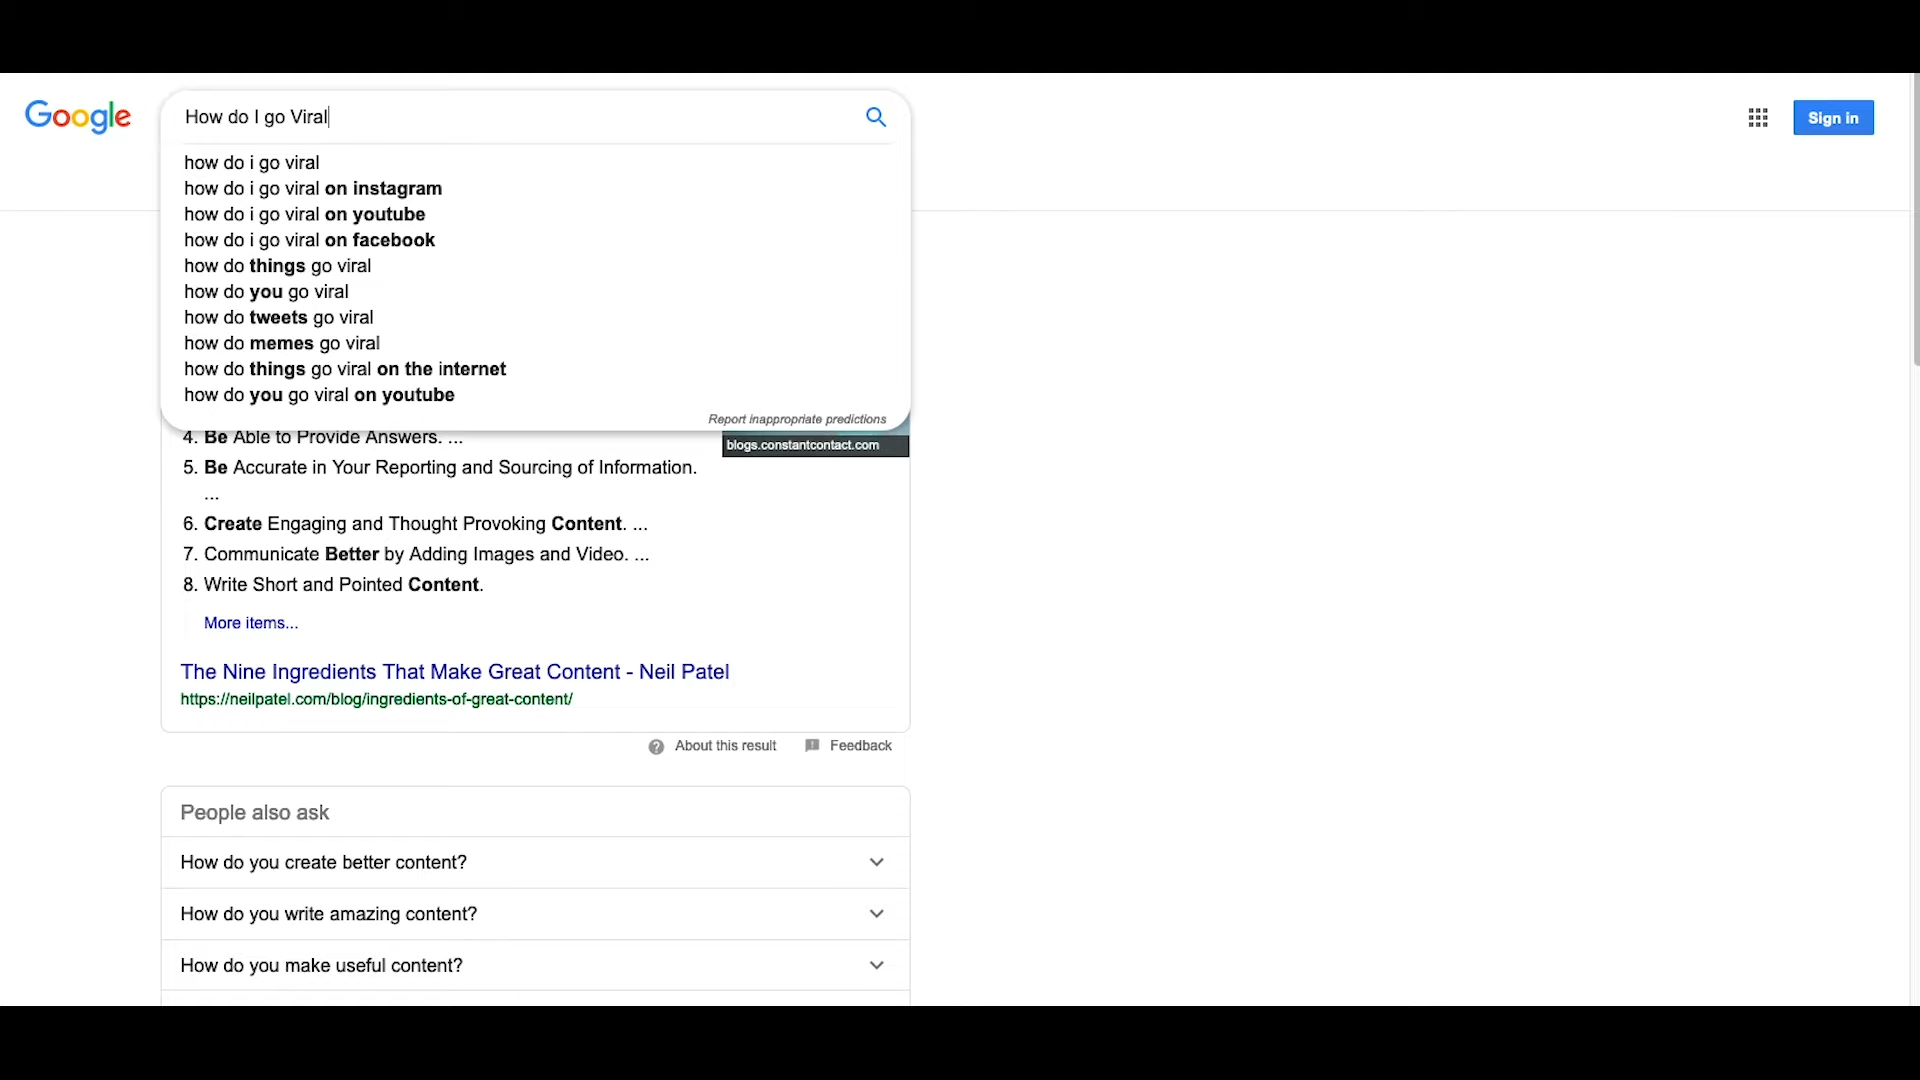 Google
How do I go Viral
Sign in
how do i go viral
how do i go viral on instagram
how do i go viral on youtube
how do i go viral on facebook
how do things go viral
how do you go viral
how do tweets go viral
how do memes go viral
how do things go viral on the internet
how do you go viral on youtube
Report inappropriate predictions
4. Be Able to Provide Answers. ...
blogs.constantcontact.com
5. Be Accurate in Your Reporting and Sourcing of Information.
...
6. Create Engaging and Thought Provoking Content. ...
7. Communicate Better by Adding Images and Video. ...
8. Write Short and Pointed Content.
More items...
The Nine Ingredients That Make Great Content - Neil Patel
https://neilpatel.com/blog/ingredients-of-great-content/
About this result
Feedback
People also ask
How do you create better content?
How do you write amazing content?
How do you make useful content?